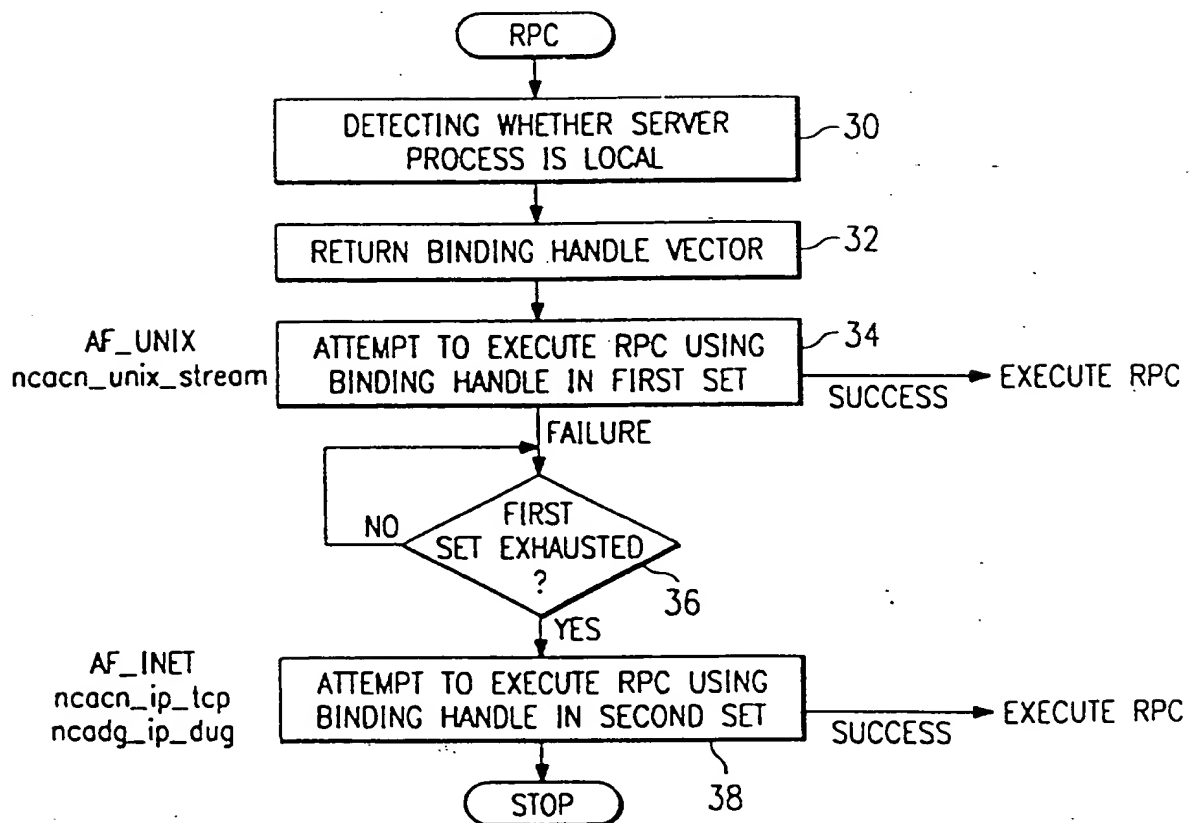 RPC
DETECTING WHETHER SERVER
PROCESS IS LOCAL
30
RETURN BINDING HANDLE VECTOR
32
AF_UNIX
ncacn_unix_stream
ATTEMPT TO EXECUTE RPC USING
BINDING HANDLE IN FIRST SET
34
SUCCESS
EXECUTE RPC
FAILURE
NO
FIRST
SET EXHAUSTED
?
36
YES
AF_INET
ncacn_ip_tcp
ncadg_ip_dug
ATTEMPT TO EXECUTE RPC USING
BINDING HANDLE IN SECOND SET
38
SUCCESS
EXECUTE RPC
STOP